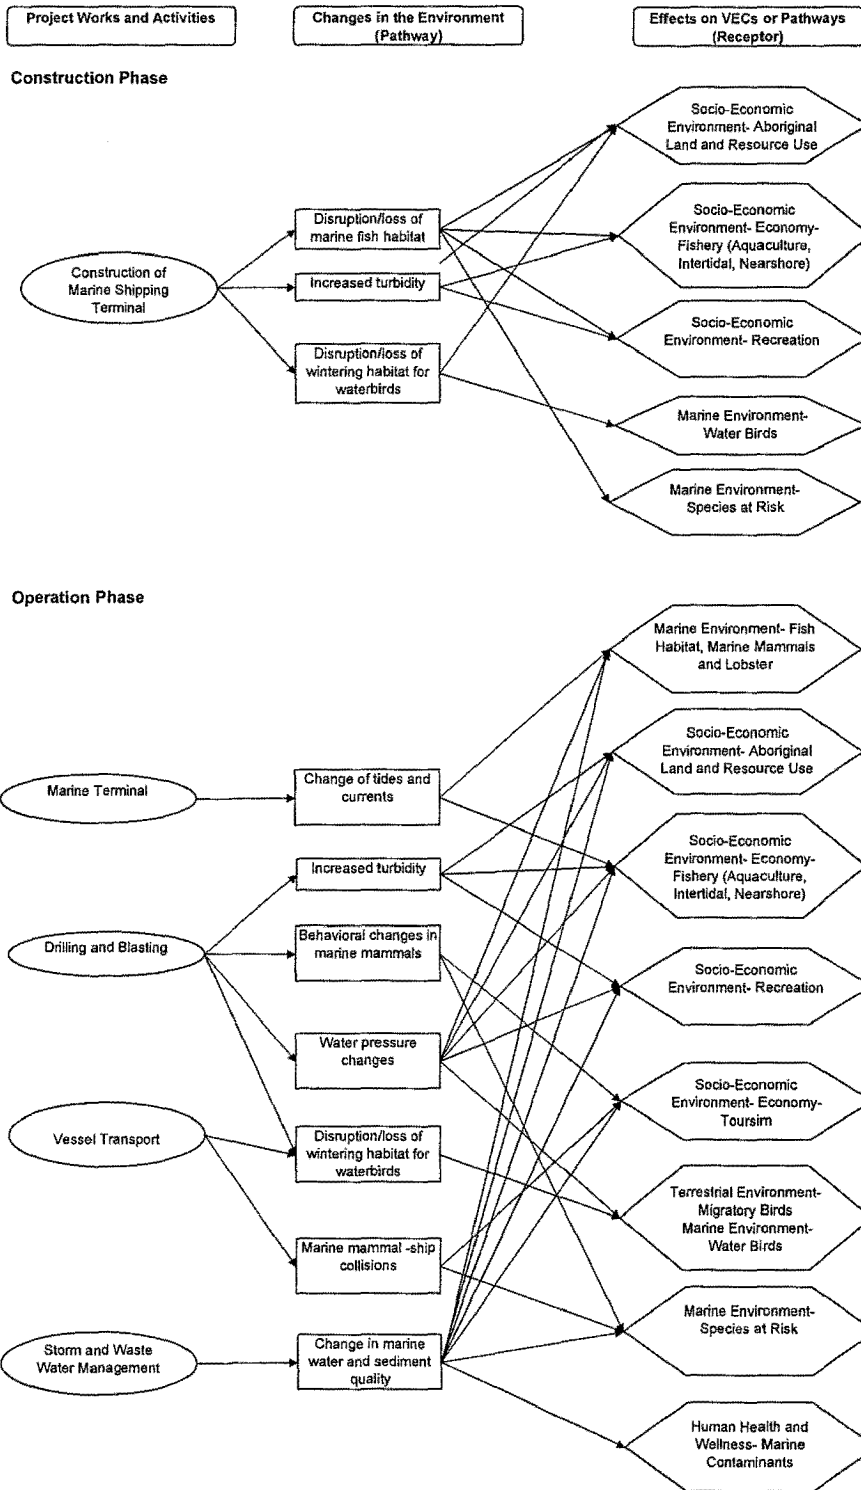 Project Works and Activities
Changes in the Environment
(Pathway)
Effects on VECs or Pathways
(Receptor)
Construction Phase
Socio-Economic
Environment- Aboriginal
Land and Resource Use
Disruption/loss of
marine fish habitat
Socio-Economic
Environment- Economy-
Fishery (Aquaculture,
Intertidal, Nearshore)
Construction of
Marine Shipping
Terminal
Increased turbidity
Socio-Economic
Environment- Recreation
Disruption/loss of
wintering habitat for
waterbirds
Marine Environment-
Water Birds
Marine Environment-
Species at Risk
Operation Phase
Marine Environment- Fish
Habitat, Marine Mammals
and Lobster
Socio-Economic
Environment- Aboriginal
Land and Resource Use
Marine Terminal
Change of tides and
currents
Socio-Economic
Environment- Economy-
Fishery (Aquaculture,
Intertidal, Nearshore)
Increased turbidity
Drilling and Blasting
Behavioral changes in
marine mammals
Socio-Economic
Environment- Recreation
Water pressure
changes
Socio-Economic
Environment- Economy-
Toursim
Vessel Transport
Disruption/loss of
wintering habitat for
waterbirds
Terrestrial Environment-
Migratory Birds
Marine Environment-
Water Birds
Marine mammal -ship
collisions
Marine Environment-
Species at Risk
Storm and Waste
Water Management
Change in marine
water and sediment
quality
Human Health and
Wellness- Marine
Contaminants